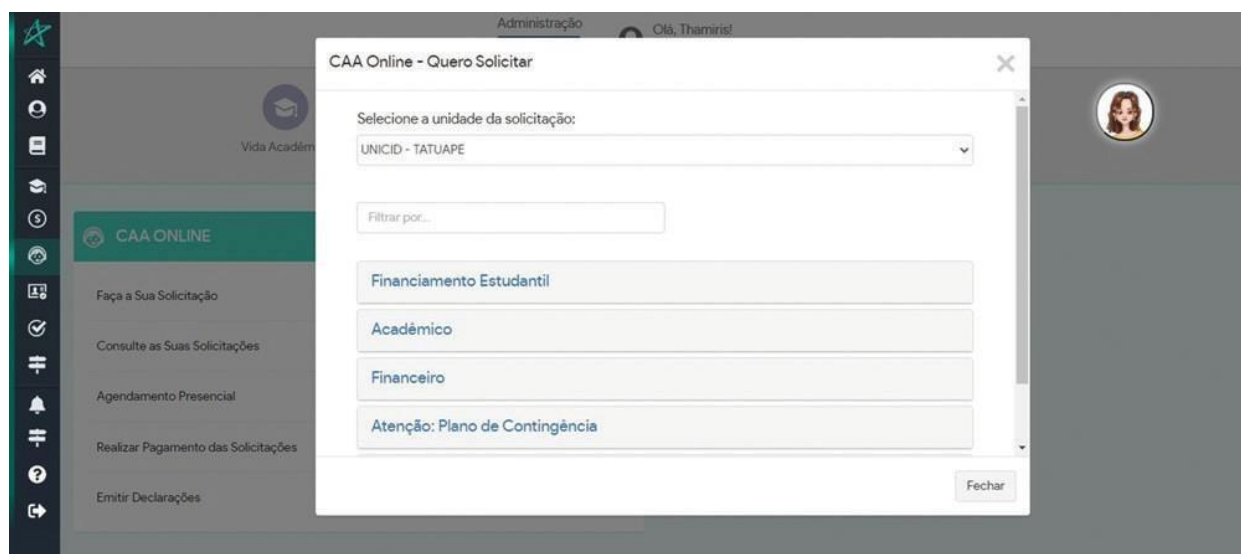 Administração
Olá, Thamiris!
CAA Online - Quero Solicitar
×
Selecione a unidade da solicitação:
UNICID - TATUAPE
Vida Acadêm
Filtrar por...
CAA ONLINE
Financiamento Estudantil
Faça a Sua Solicitação
Acadêmico
Consulte as Suas Solicitações
Financeiro
Agendamento Presencial
Atenção: Plano de Contingência
Realizar Pagamento das Solicitações
Fechar
Emitir Declarações